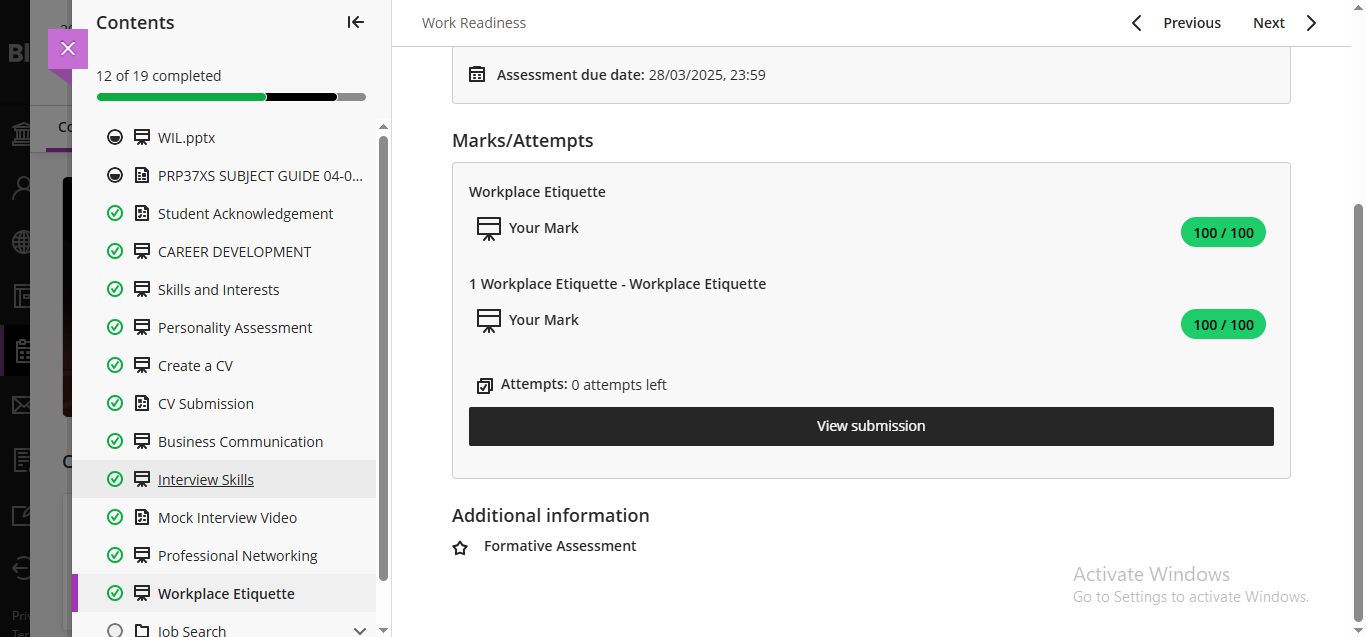 Contents
12 of 19 completed
WIL.pptx
PRP37XS SUBJECT GUIDE 04-0...
Student Acknowledgement
CAREER DEVELOPMENT
Skills and Interests
Personality Assessment
Create a CV
CV Submission
Business Communication
Interview Skills
Mock Interview Video
Professional Networking
Workplace Etiquette
Job Search
Work Readiness
Previous
Next
Assessment due date: 28/03/2025, 23:59
Marks/Attempts
Workplace Etiquette
Your Mark
100 / 100
1 Workplace Etiquette - Workplace Etiquette
Your Mark
100 / 100
Attempts: 0 attempts left
View submission
Additional information
Formative Assessment
Activate Windows
Go to Settings to activate Windows.